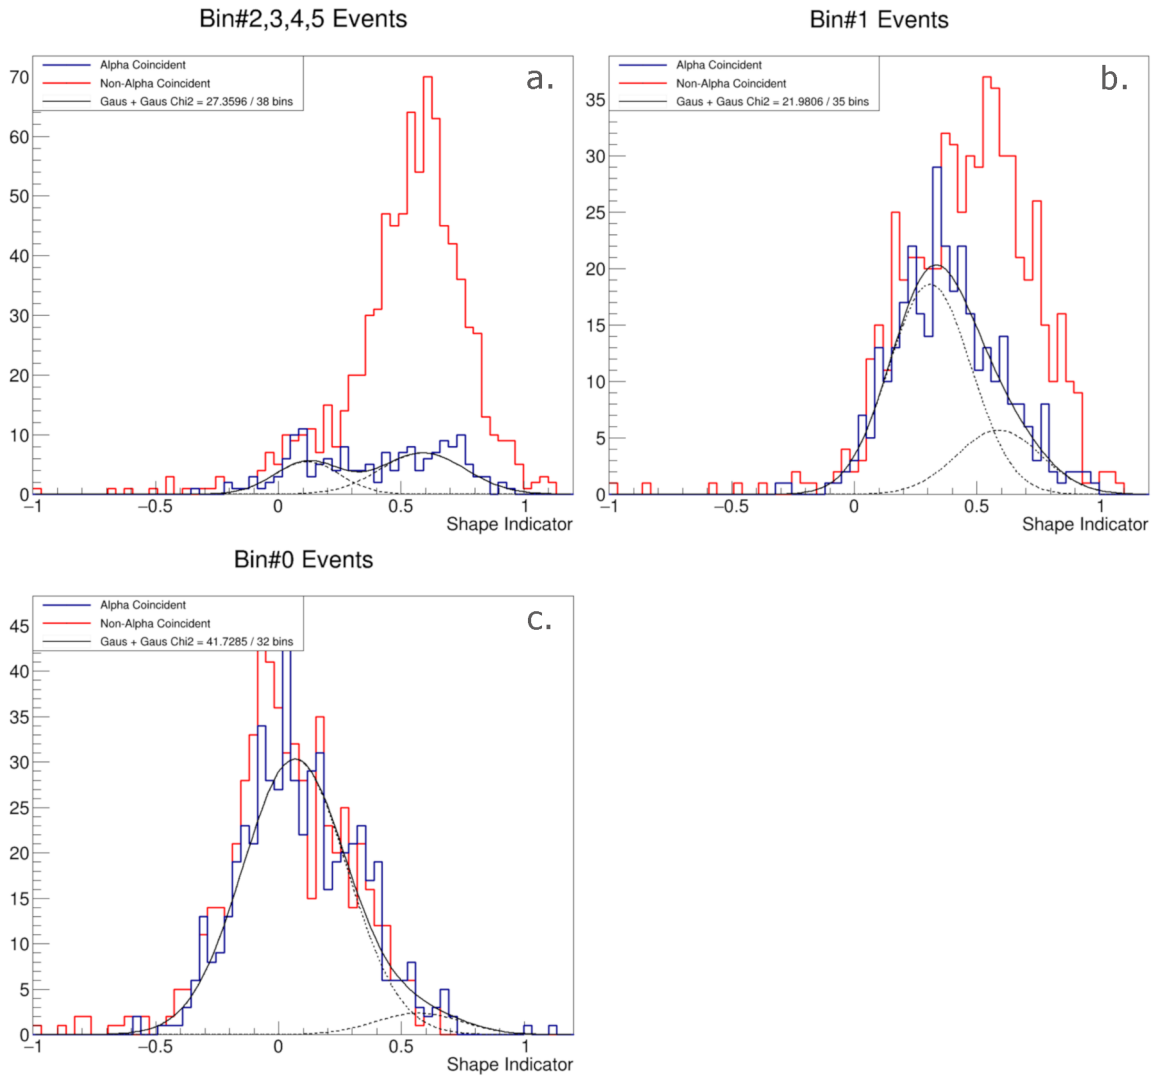 Bin#2,3,4,5 Events
Alpha Coincident
Non-Alpha Coincident
Gaus + Gaus Chi2 = 27.3596 / 38 bins
a.
70
60
50
40
30
20
10
0
−1 −0.5 0 0.5 1
Shape Indicator
Bin#1 Events
Alpha Coincident
Non-Alpha Coincident
Gaus + Gaus Chi2 = 21.9806 / 35 bins
b.
35
30
25
20
15
10
5
0
−1 −0.5 0 0.5 1
Shape Indicator
Bin#0 Events
Alpha Coincident
Non-Alpha Coincident
Gaus + Gaus Chi2 = 41.7285 / 32 bins
c.
45
40
35
30
25
20
15
10
5
0
−1 −0.5 0 0.5 1
Shape Indicator